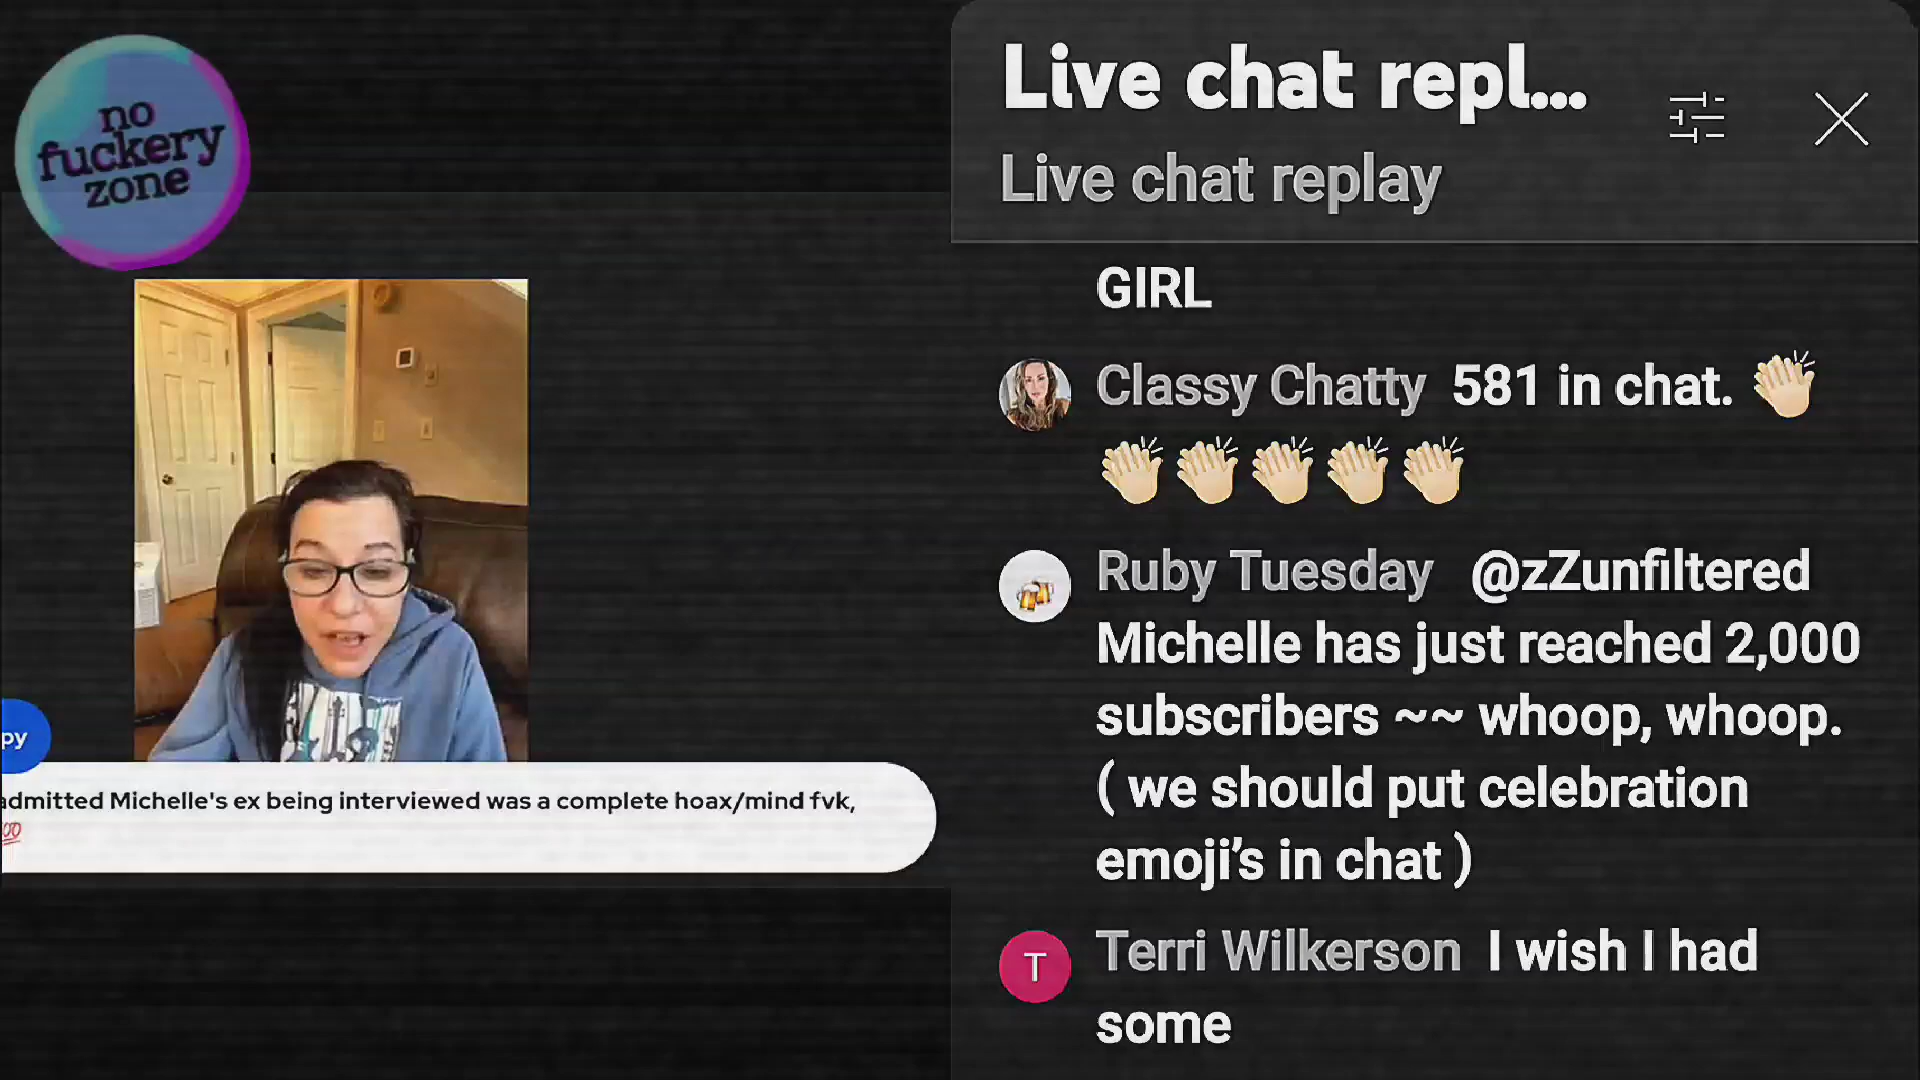 no
fuckery
zone
py
admitted Michelle's ex being interviewed was a complete hoax/mind fvk,
💯
Live chat repl...
Live chat replay
GIRL
Classy Chatty 581 in chat. 👏🏻
👏🏻👏🏻👏🏻👏🏻👏🏻
Ruby Tuesday @zZunfiltered
Michelle has just reached 2,000
subscribers ~~ whoop, whoop.
( we should put celebration
emoji's in chat )
T
Terri Wilkerson I wish I had
some